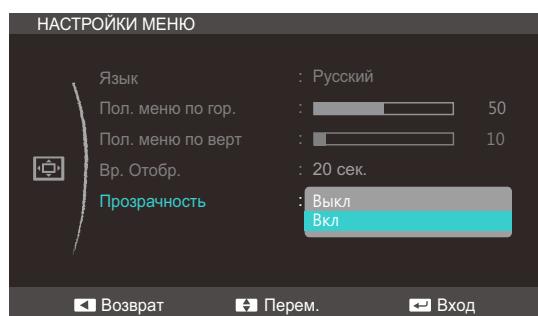 НАСТРОЙКИ МЕНЮ
Язык : Русский
Пол. меню по гор. : 50
Пол. меню по верт : 10
Вр. Отобр. : 20 сек.
Прозрачность : Выкл
Вкл
Возврат Перем. Вход